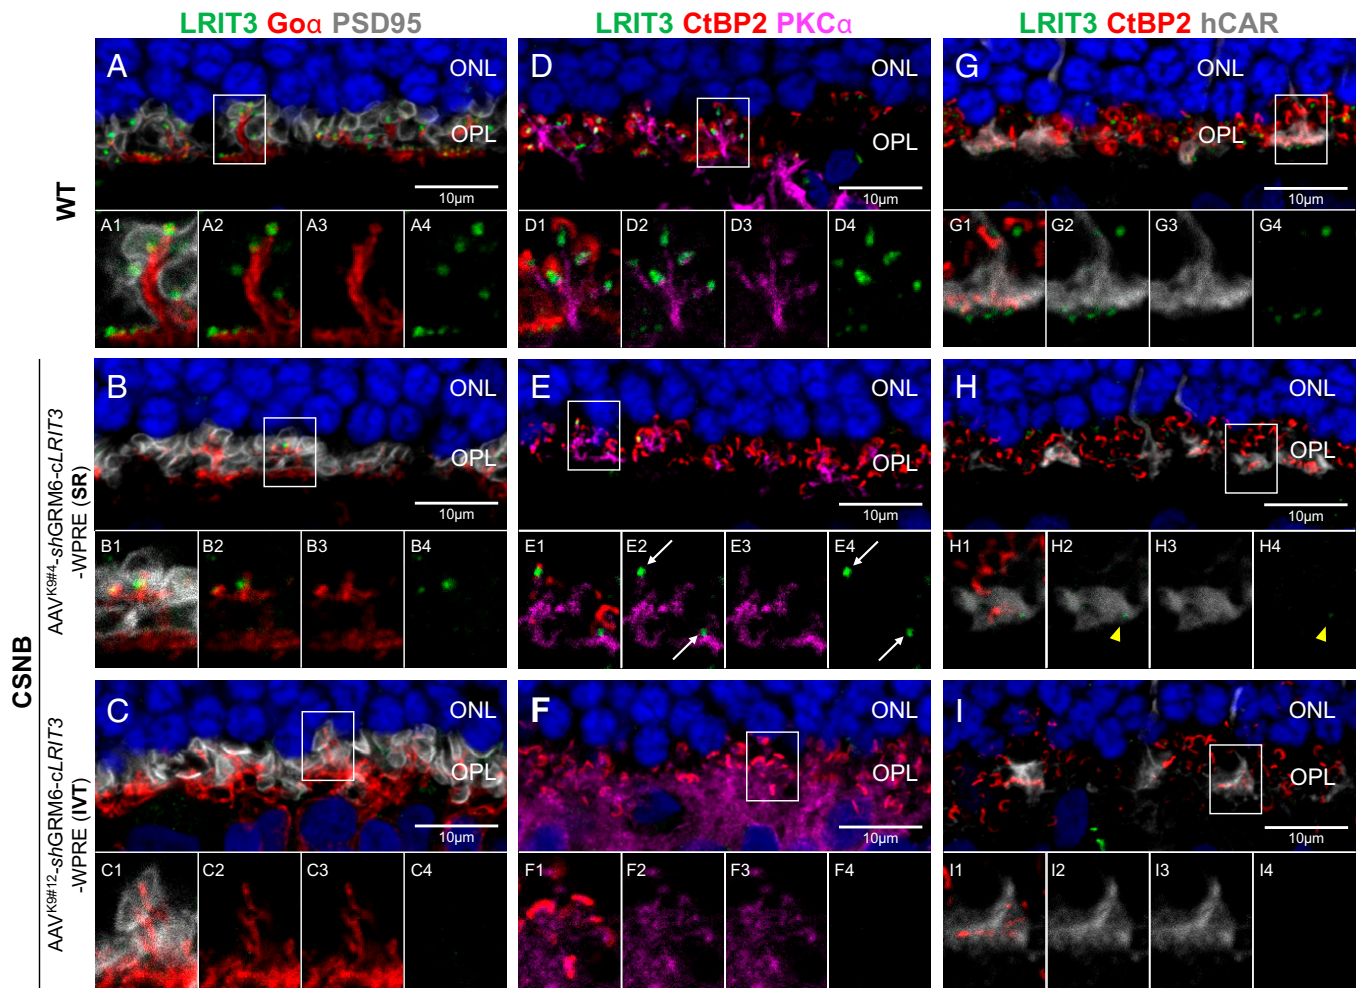 LRIT3 Goα PSD95
LRIT3 CtBP2 PKCα
LRIT3 CtBP2 hCAR
WT
A
ONL
OPL
10µm
A1
A2
A3
A4
D
ONL
OPL
10µm
D1
D2
D3
D4
G
ONL
OPL
10µm
G1
G2
G3
G4
CSNB
AAVK9#4-shGRM6-cLRIT3
-WPRE (SR)
B
ONL
OPL
10µm
B1
B2
B3
B4
E
ONL
OPL
10µm
E1
E2
E3
E4
H
ONL
OPL
10µm
H1
H2
H3
H4
AAVK9#12-shGRM6-cLRIT3
-WPRE (IVT)
C
ONL
OPL
10µm
C1
C2
C3
C4
F
ONL
OPL
10µm
F1
F2
F3
F4
I
ONL
OPL
10µm
I1
I2
I3
I4